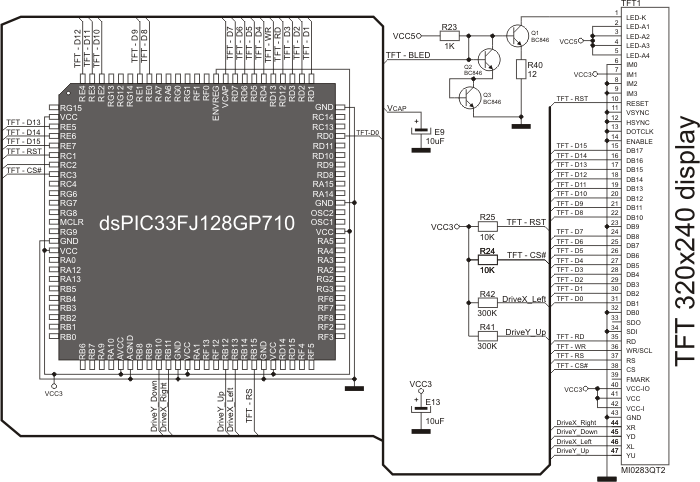 TFT - D12
TFT - D11
TFT - D10
TFT - D9
TFT - D8
TFT - D7
TFT - D6
TFT - D5
TFT - D4
TFT - WR
TFT - RD
TFT - D3
TFT - D2
TFT - D1
RE4
RE3
RE2
RG13
RG12
RG14
RE1
RE0
RA7
RA6
RG0
RG1
RF1
RF0
ENVREG
VCAP
RD7
RD6
RD5
RD4
RD13
RD12
RD3
RD2
RD1
RG15
VCC
TFT - D13 RE5
TFT - D14 RE6
TFT - D15 RE7
TFT - RST RC1
RC2
TFT - CS# RC3
RC4
RG6
RG7
RG8
MCLR
RG9
GND
VCC
RA0
RA12
RA13
RB5
RB4
RB3
RB2
RB1
RB0
dsPIC33FJ128GP710
GND
RC14
RC13
RD0 TFT-D0
RD11
RD10
RD9
RD8
RA15
RA14
GND
OSC2
OSC1
VCC
RA5
RA4
RA3
RA2
RG2
RG3
RF6
RF7
RF8
RF2
RF3
RB6
RB7
RA9
RA10
AVCC
AGND
RB8
RB9
RB10
RB11
GND
VCC
RA1
RF13
RF12
RB12
RB13
RB14
RB15
GND
VCC
RD14
RD15
RF4
RF5
VCC3
DriveY_Down
DriveX_Right
DriveY_Up
DriveX_Left
TFT - RS
VCC5
R23
1K
TFT - BLED
Q1
BC846
Q2
BC846
Q3
BC846
R40
12
VCAP
E9
10uF
VCC3
R25
10K
TFT - RST
R24
10K
TFT - CS#
R42
300K
DriveX_Left
R41
300K
DriveY_Up
VCC3
E13
10uF
TFT1
1 LED-K
2 LED-A1
3 LED-A2
VCC5 4 LED-A3
5 LED-A4
6 IM0
VCC3 7 IM1
8 IM2
9 IM3
TFT - RST 10 RESET
11 VSYNC
12 HSYNC
13 DOTCLK
14 ENABLE
TFT - D15 15 DB17
TFT - D14 16 DB16
TFT - D13 17 DB15
TFT - D12 18 DB14
TFT - D11 19 DB13
TFT - D10 20 DB12
TFT - D9 21 DB11
TFT - D8 22 DB10
23 DB9
TFT - D7 24 DB8
TFT - D6 25 DB7
TFT - D5 26 DB6
TFT - D4 27 DB5
TFT - D3 28 DB4
TFT - D2 29 DB3
TFT - D1 30 DB2
TFT - D0 31 DB1
32 DB0
33 SDO
34 SDI
TFT - RD 35 RD
TFT - WR 36 WR/SCL
TFT - RS 37 RS
TFT - CS# 38 CS
39 FMARK
VCC3 40 VCC-IO
41 VCC
42 VCC-I
43 GND
DriveX_Right 44 XR
DriveY_Down 45 YD
DriveX_Left 46 XL
DriveY_Up 47 YU
MI0283QT2
TFT 320x240 display